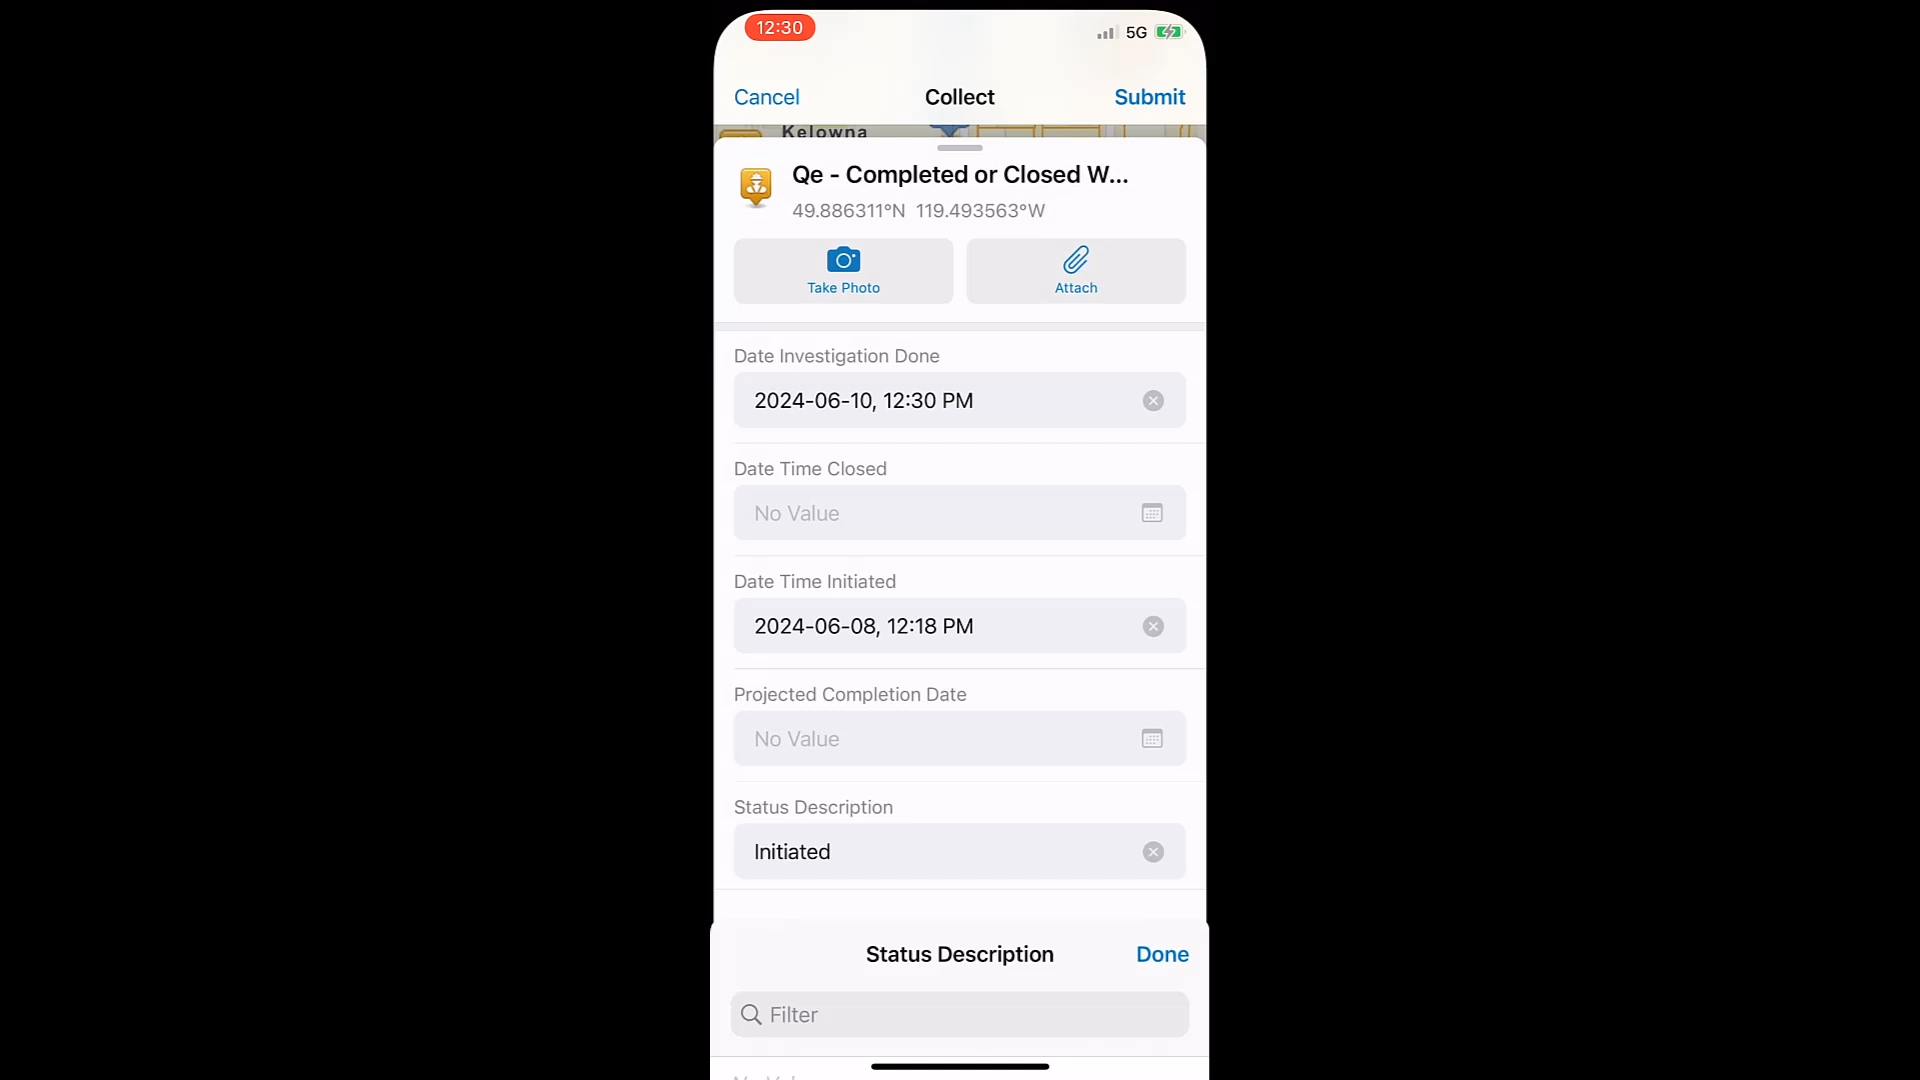 12:30
5G
Cancel
Collect
Submit
Kelowna
Qe - Completed or Closed W...
49.886311°N 119.493563°W
Take Photo
Attach
Date Investigation Done
2024-06-10, 12:30 PM
Date Time Closed
No Value
Date Time Initiated
2024-06-08, 12:18 PM
Projected Completion Date
No Value
Status Description
Initiated
Status Description
Done
Filter